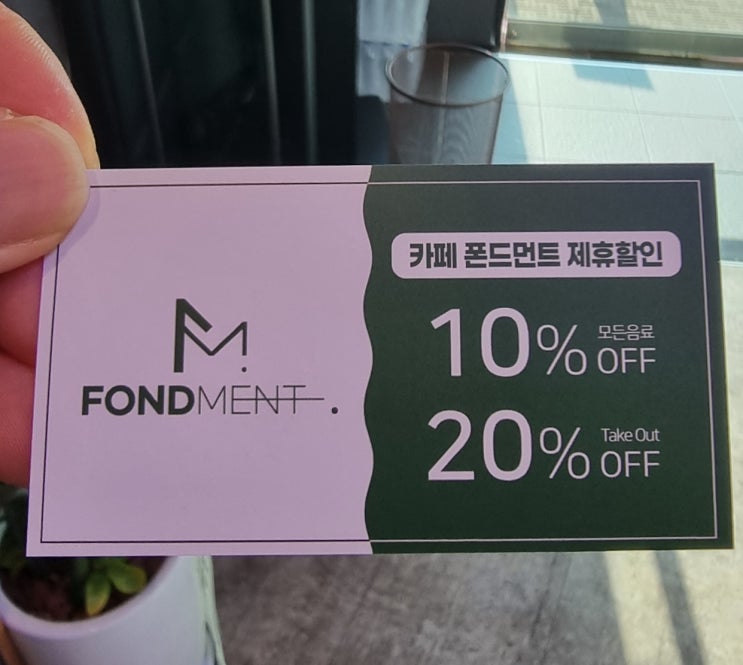 M.
FONDMENT.
카페 폰드먼트 제휴할인
10% 모든음료 OFF
20% Take Out OFF